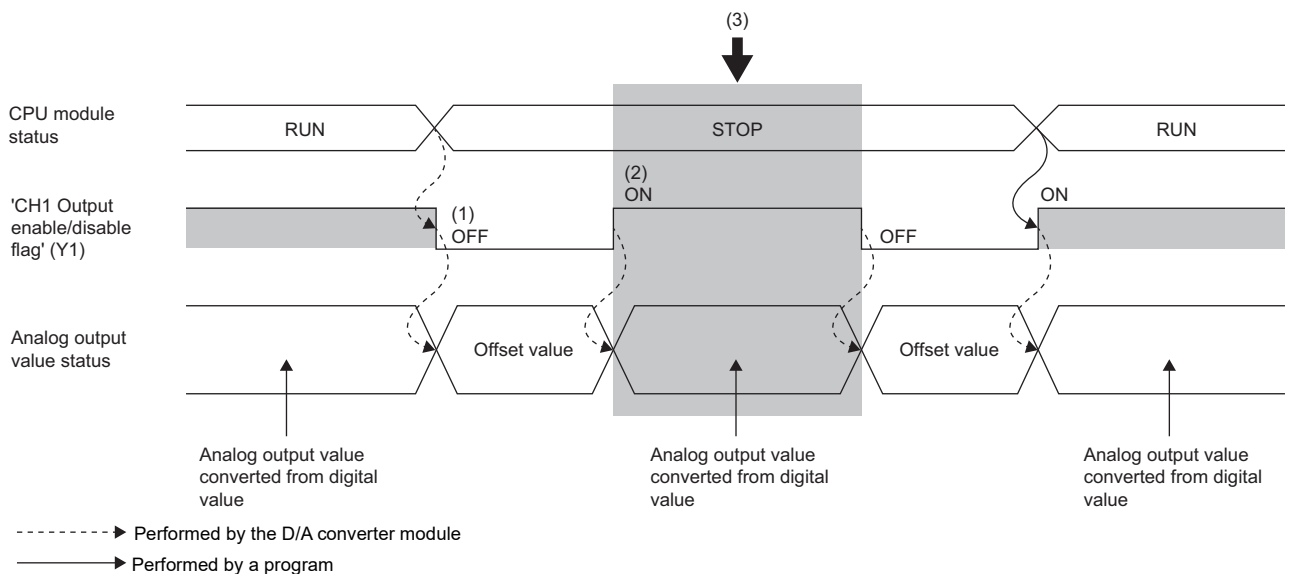 (3)
CPU module
status
RUN
STOP
RUN
'CH1 Output
enable/disable
flag' (Y1)
(1)
OFF
(2)
ON
OFF
ON
Analog output
value status
Offset value
Offset value
Analog output value
converted from digital
value
Analog output value
converted from digital
value
Analog output value
converted from digital
value
Performed by the D/A converter module
Performed by a program